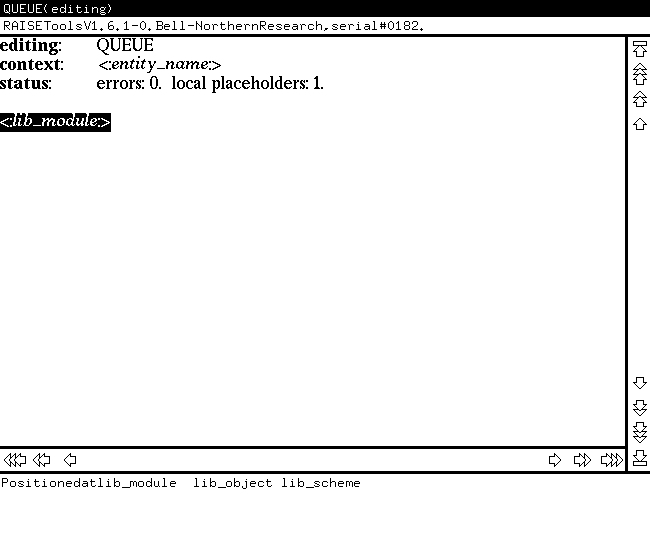 QUEUE(editing)
RAISEToolsV1.6.1-0.Bell-NorthernResearch,serial#0182.
editing: QUEUE
context: <:entity_name:>
status: errors: 0. local placeholders: 1.
<:lib_module:>
Positionedatlib_module lib_object lib_scheme